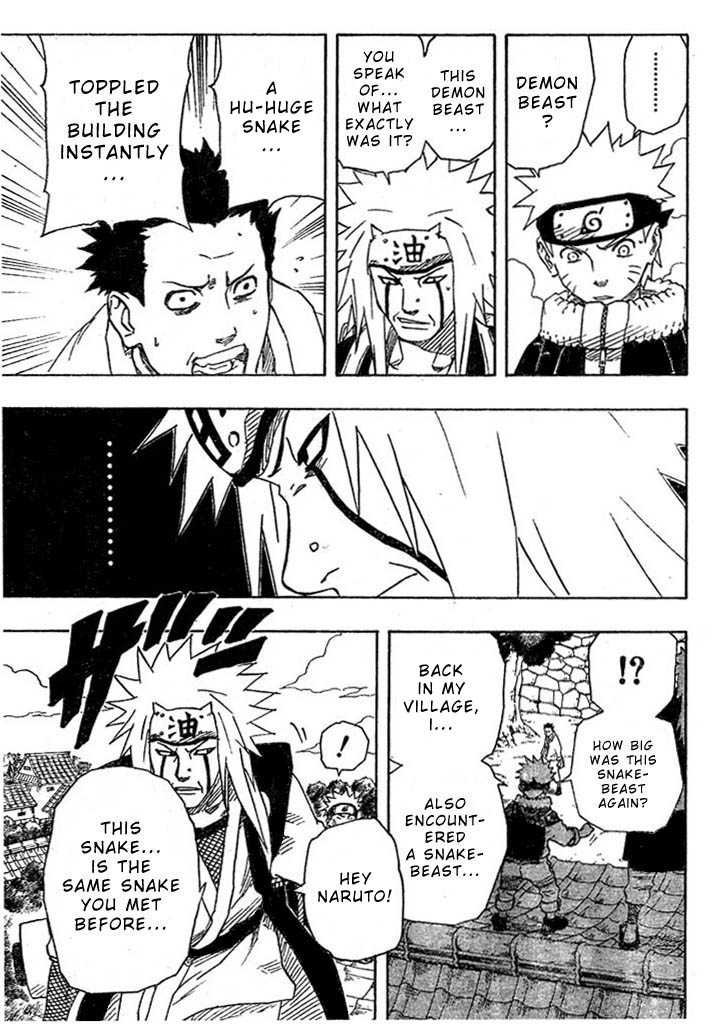 .........
DEMON
BEAST
?
THIS
DEMON
BEAST
...
YOU
SPEAK
OF...
WHAT
EXACTLY
WAS IT?
油
A
HU-HUGE
SNAKE
...
TOPPLED
THE
BUILDING
INSTANTLY
...
............
!?
HOW BIG
WAS THIS
SNAKE-
BEAST
AGAIN?
BACK
IN MY
VILLAGE,
I...
ALSO
ENCOUNT-
ERED
A SNAKE-
BEAST...
ザッ
!
油
HEY
NARUTO!
THIS
SNAKE...
IS THE
SAME SNAKE
YOU MET
BEFORE...